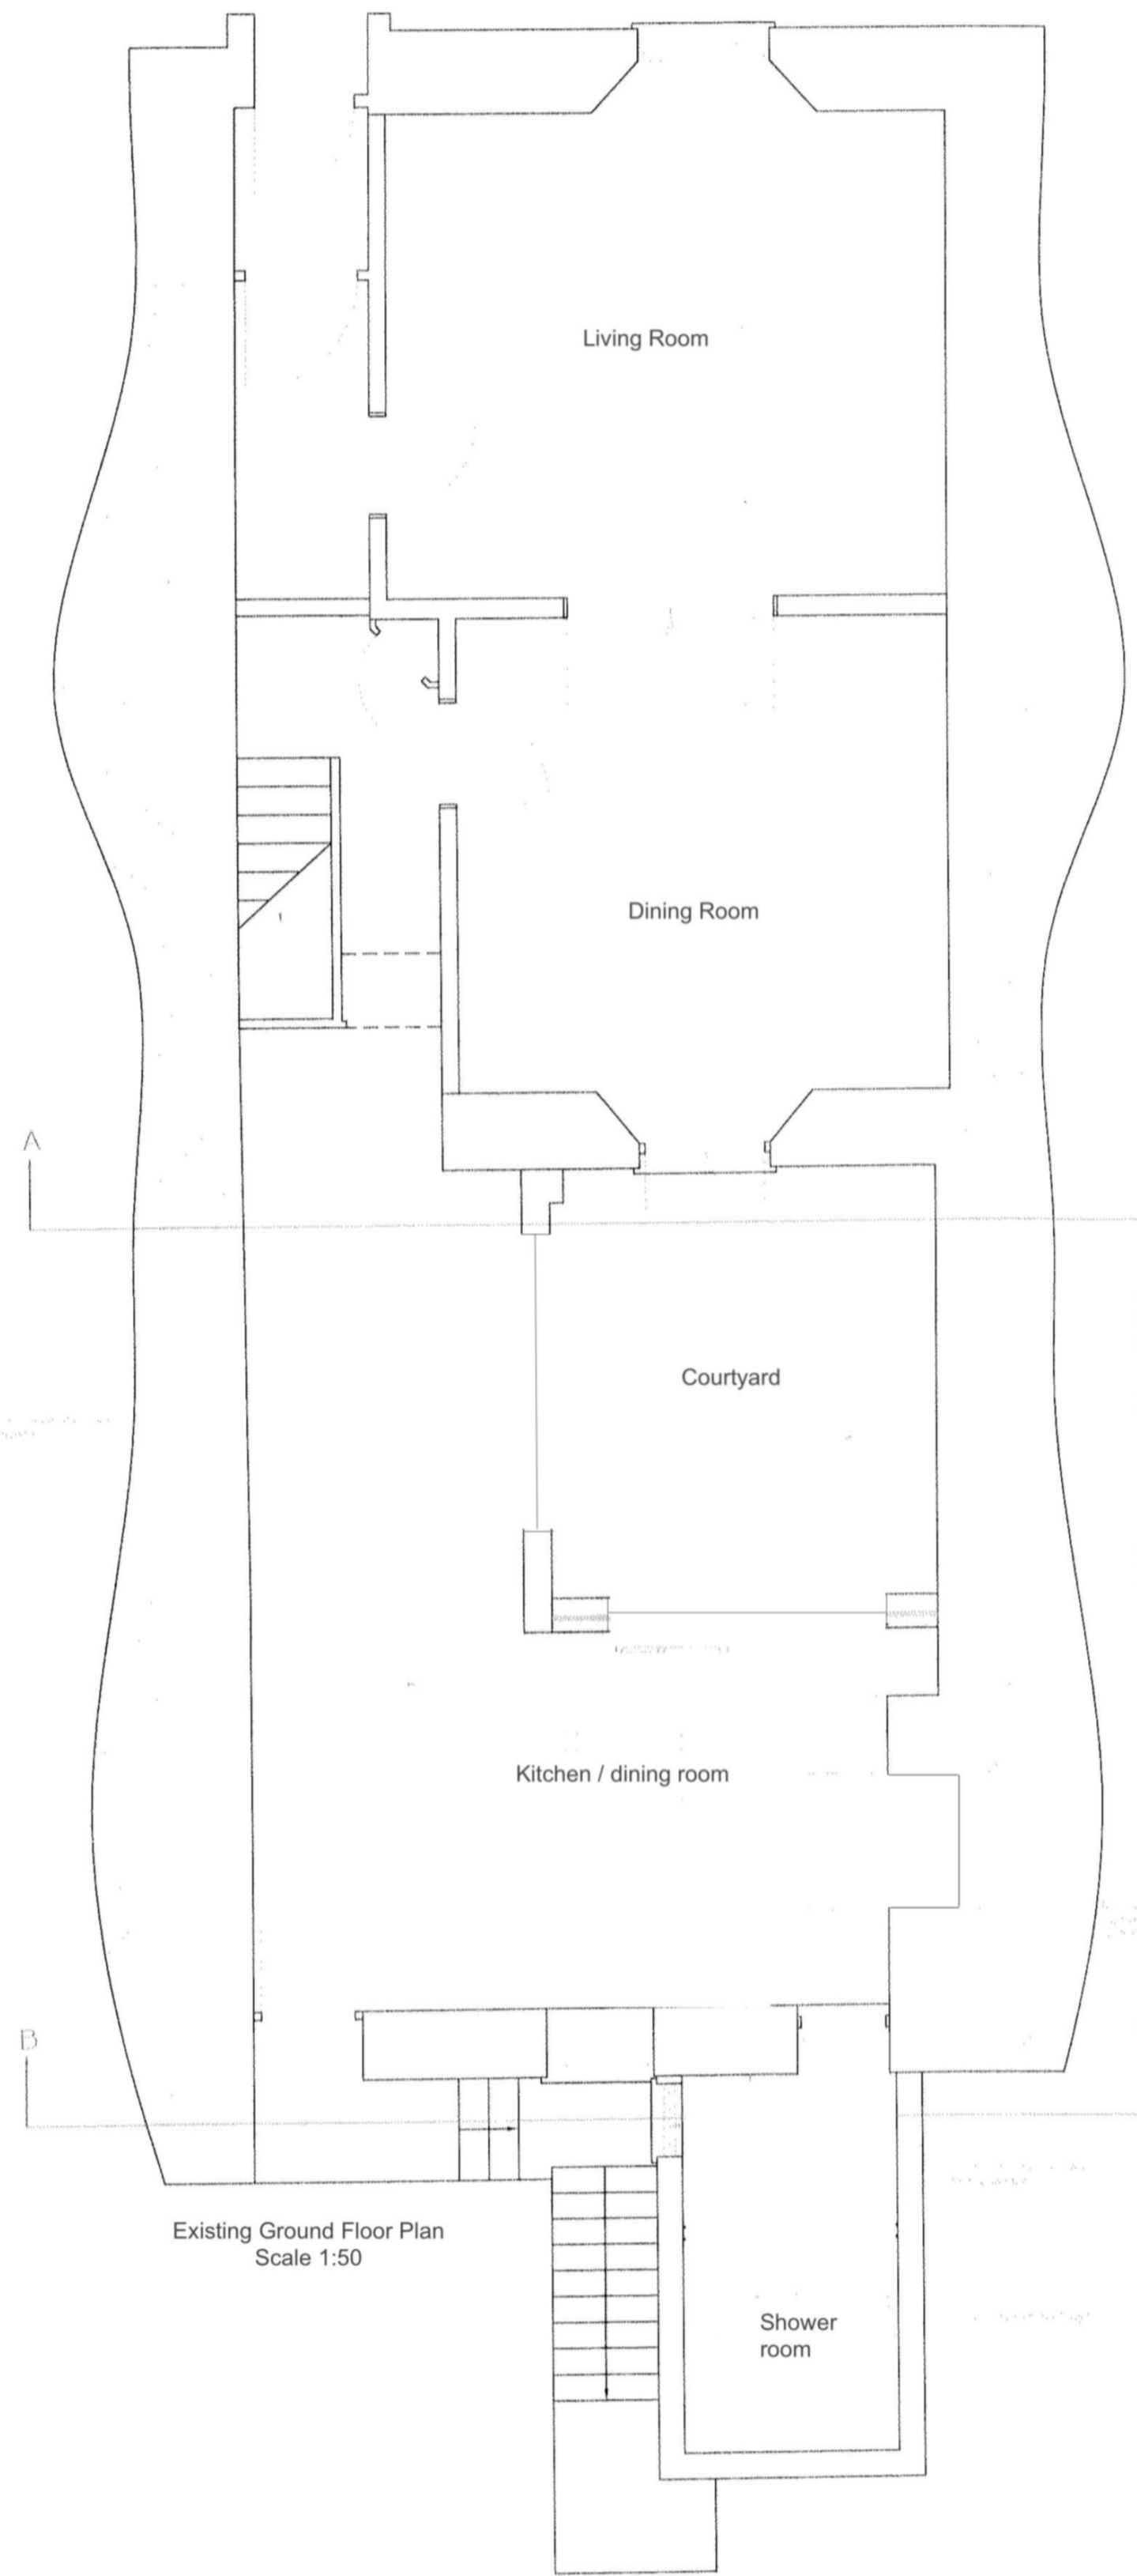 Living Room
Dining Room
A
Courtyard
Kitchen / dining room
B
Existing Ground Floor Plan
Scale 1:50
Shower
room